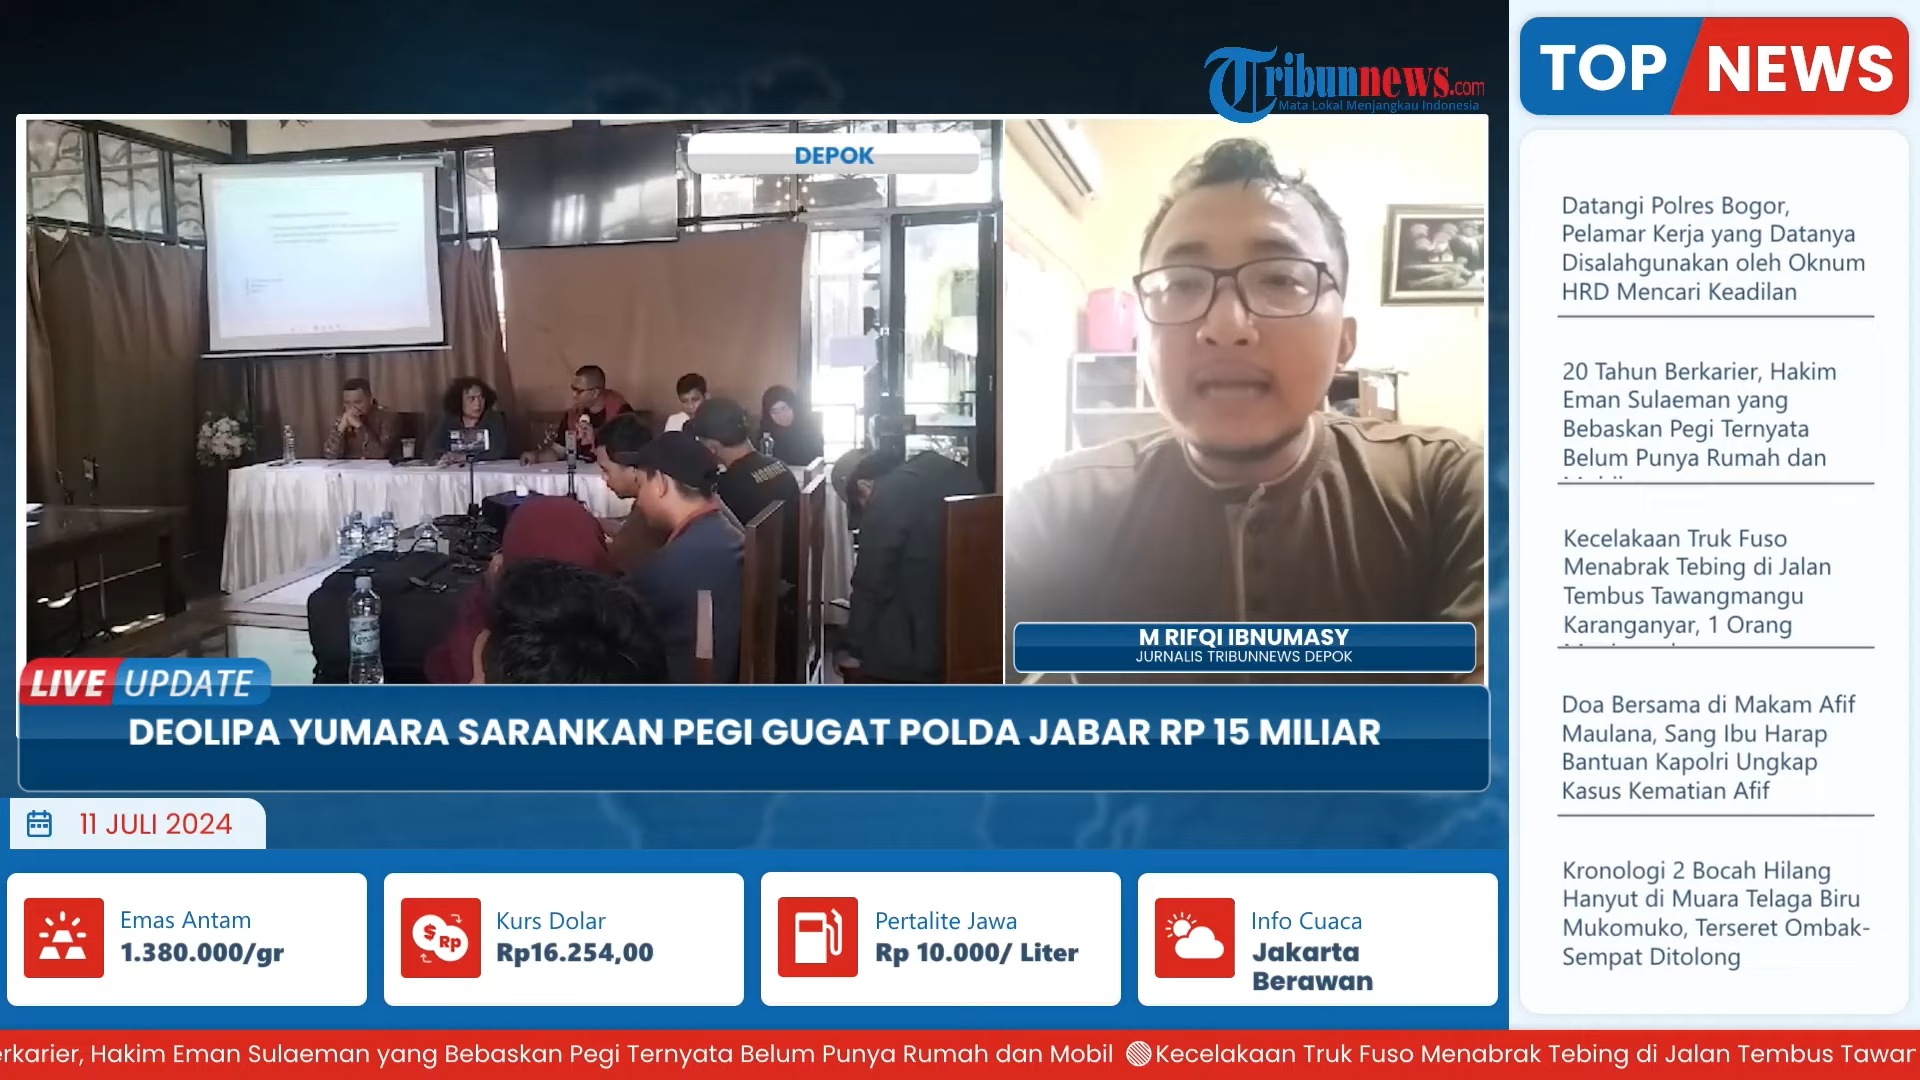 Tribunnews.com
Mata Lokal Menjangkau Indonesia
DEPOK
M RIFQI IBNUMASY
JURNALIS TRIBUNNEWS DEPOK
LIVE UPDATE
DEOLIPA YUMARA SARANKAN PEGI GUGAT POLDA JABAR RP 15 MILIAR
11 JULI 2024
Emas Antam
1.380.000/gr
Kurs Dolar
Rp16.254,00
Pertalite Jawa
Rp 10.000/ Liter
Info Cuaca
Jakarta
Berawan
TOP NEWS
Datangi Polres Bogor,
Pelamar Kerja yang Datanya
Disalahgunakan oleh Oknum
HRD Mencari Keadilan
20 Tahun Berkarier, Hakim
Eman Sulaeman yang
Bebaskan Pegi Ternyata
Belum Punya Rumah dan
Kecelakaan Truk Fuso
Menabrak Tebing di Jalan
Tembus Tawangmangu
Karanganyar, 1 Orang
Doa Bersama di Makam Afif
Maulana, Sang Ibu Harap
Bantuan Kapolri Ungkap
Kasus Kematian Afif
Kronologi 2 Bocah Hilang
Hanyut di Muara Telaga Biru
Mukomuko, Terseret Ombak-
Sempat Ditolong
erkarier, Hakim Eman Sulaeman yang Bebaskan Pegi Ternyata Belum Punya Rumah dan Mobil Kecelakaan Truk Fuso Menabrak Tebing di Jalan Tembus Tawar